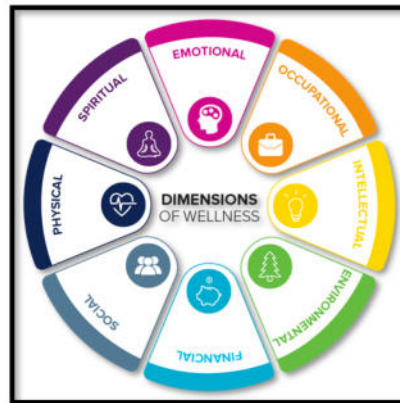 EMOTIONAL
OCCUPATIONAL
INTELLECTUAL
ENVIRONMENTAL
FINANCIAL
SOCIAL
PHYSICAL
SPIRITUAL
DIMENSIONS
OF WELLNESS